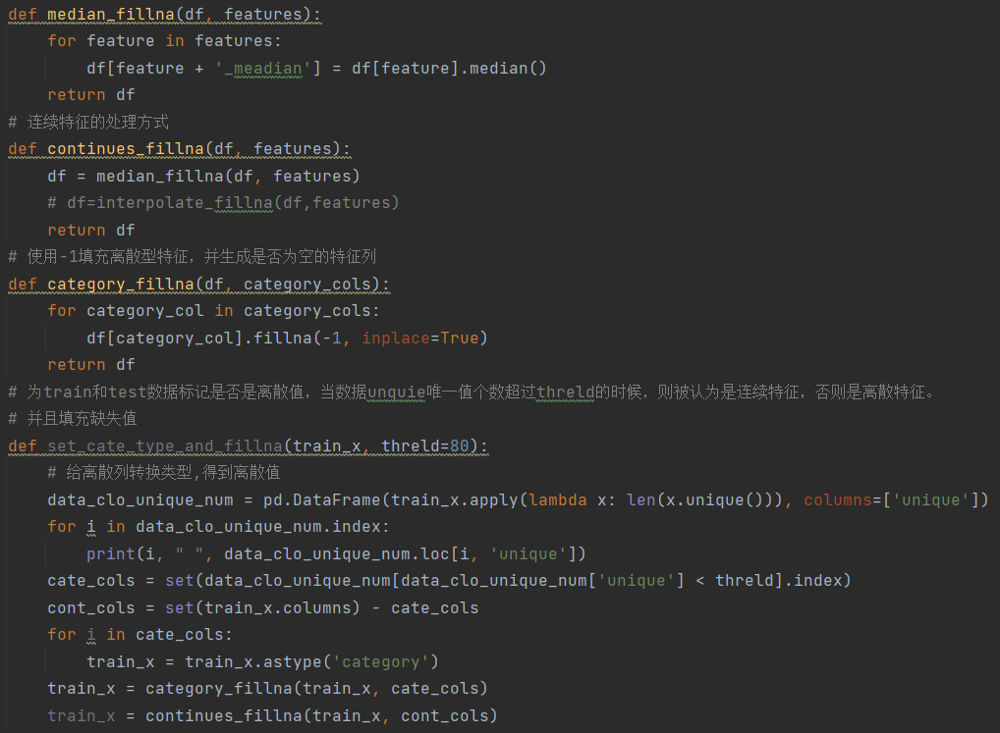 def median_fillna(df, features):
    for feature in features:
        df[feature + '_meadian'] = df[feature].median()
    return df
# 连续特征的处理方式
def continues_fillna(df, features):
    df = median_fillna(df, features)
    # df=interpolate_fillna(df,features)
    return df
# 使用-1填充离散型特征，并生成是否为空的特征列
def category_fillna(df, category_cols):
    for category_col in category_cols:
        df[category_col].fillna(-1, inplace=True)
    return df
# 为train和test数据标记是否是离散值，当数据unquie唯一值个数超过threld的时候，则被认为是连续特征，否则是离散特征。
# 并且填充缺失值
def set_cate_type_and_fillna(train_x, threld=80):
    # 给离散列转换类型,得到离散值
    data_clo_unique_num = pd.DataFrame(train_x.apply(lambda x: len(x.unique())), columns=['unique'])
    for i in data_clo_unique_num.index:
        print(i, " ", data_clo_unique_num.loc[i, 'unique'])
    cate_cols = set(data_clo_unique_num[data_clo_unique_num['unique'] < threld].index)
    cont_cols = set(train_x.columns) - cate_cols
    for i in cate_cols:
        train_x = train_x.astype('category')
    train_x = category_fillna(train_x, cate_cols)
    train_x = continues_fillna(train_x, cont_cols)